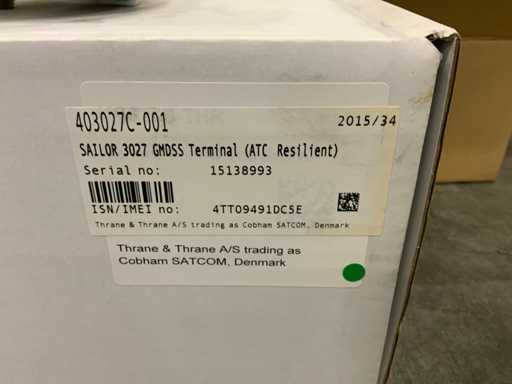 403027C-001
2015/34
SAILOR 3027 GMDSS Terminal (ATC Resilient)
Serial no: 15138993
ISN/IMEI no: 4TT09491DC5E
Thrane & Thrane A/S trading as Cobham SATCOM, Denmark
Thrane & Thrane A/S trading as
Cobham SATCOM, Denmark